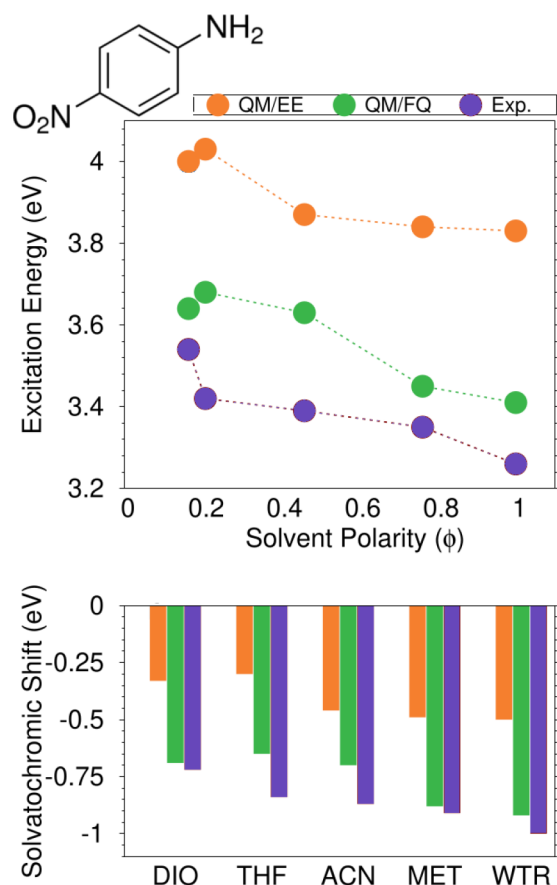 NH2
O2N
QM/EE QM/FQ Exp.
Excitation Energy (eV)
4
3.8
3.6
3.4
3.2
0 0.2 0.4 0.6 0.8 1
Solvent Polarity (ϕ)
Solvatochromic Shift (eV)
0
-0.25
-0.5
-0.75
-1
DIO THF ACN MET WTR